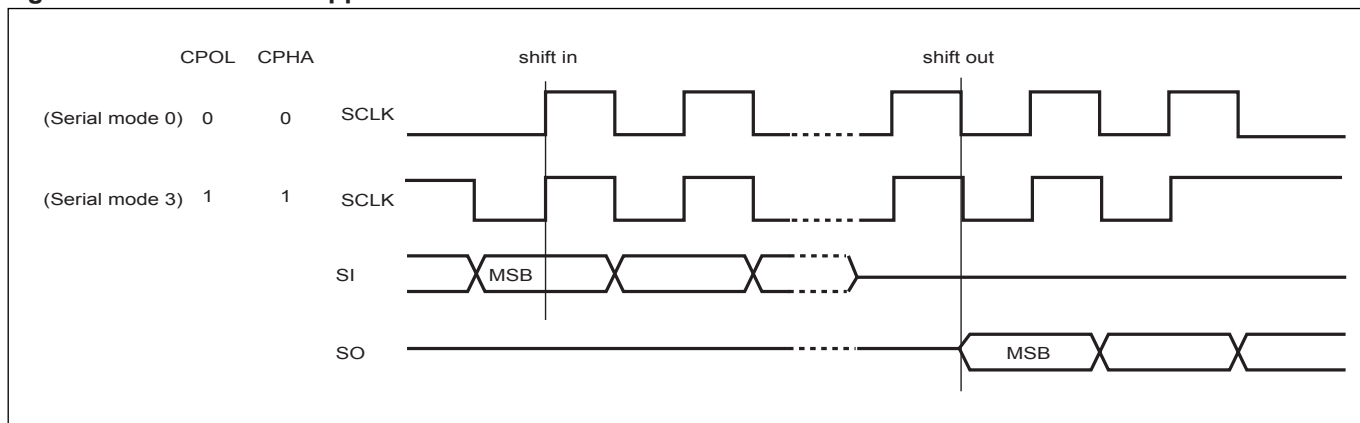 CPOL CPHA shift in shift out
(Serial mode 0) 0 0 SCLK
(Serial mode 3) 1 1 SCLK
SI MSB
SO MSB